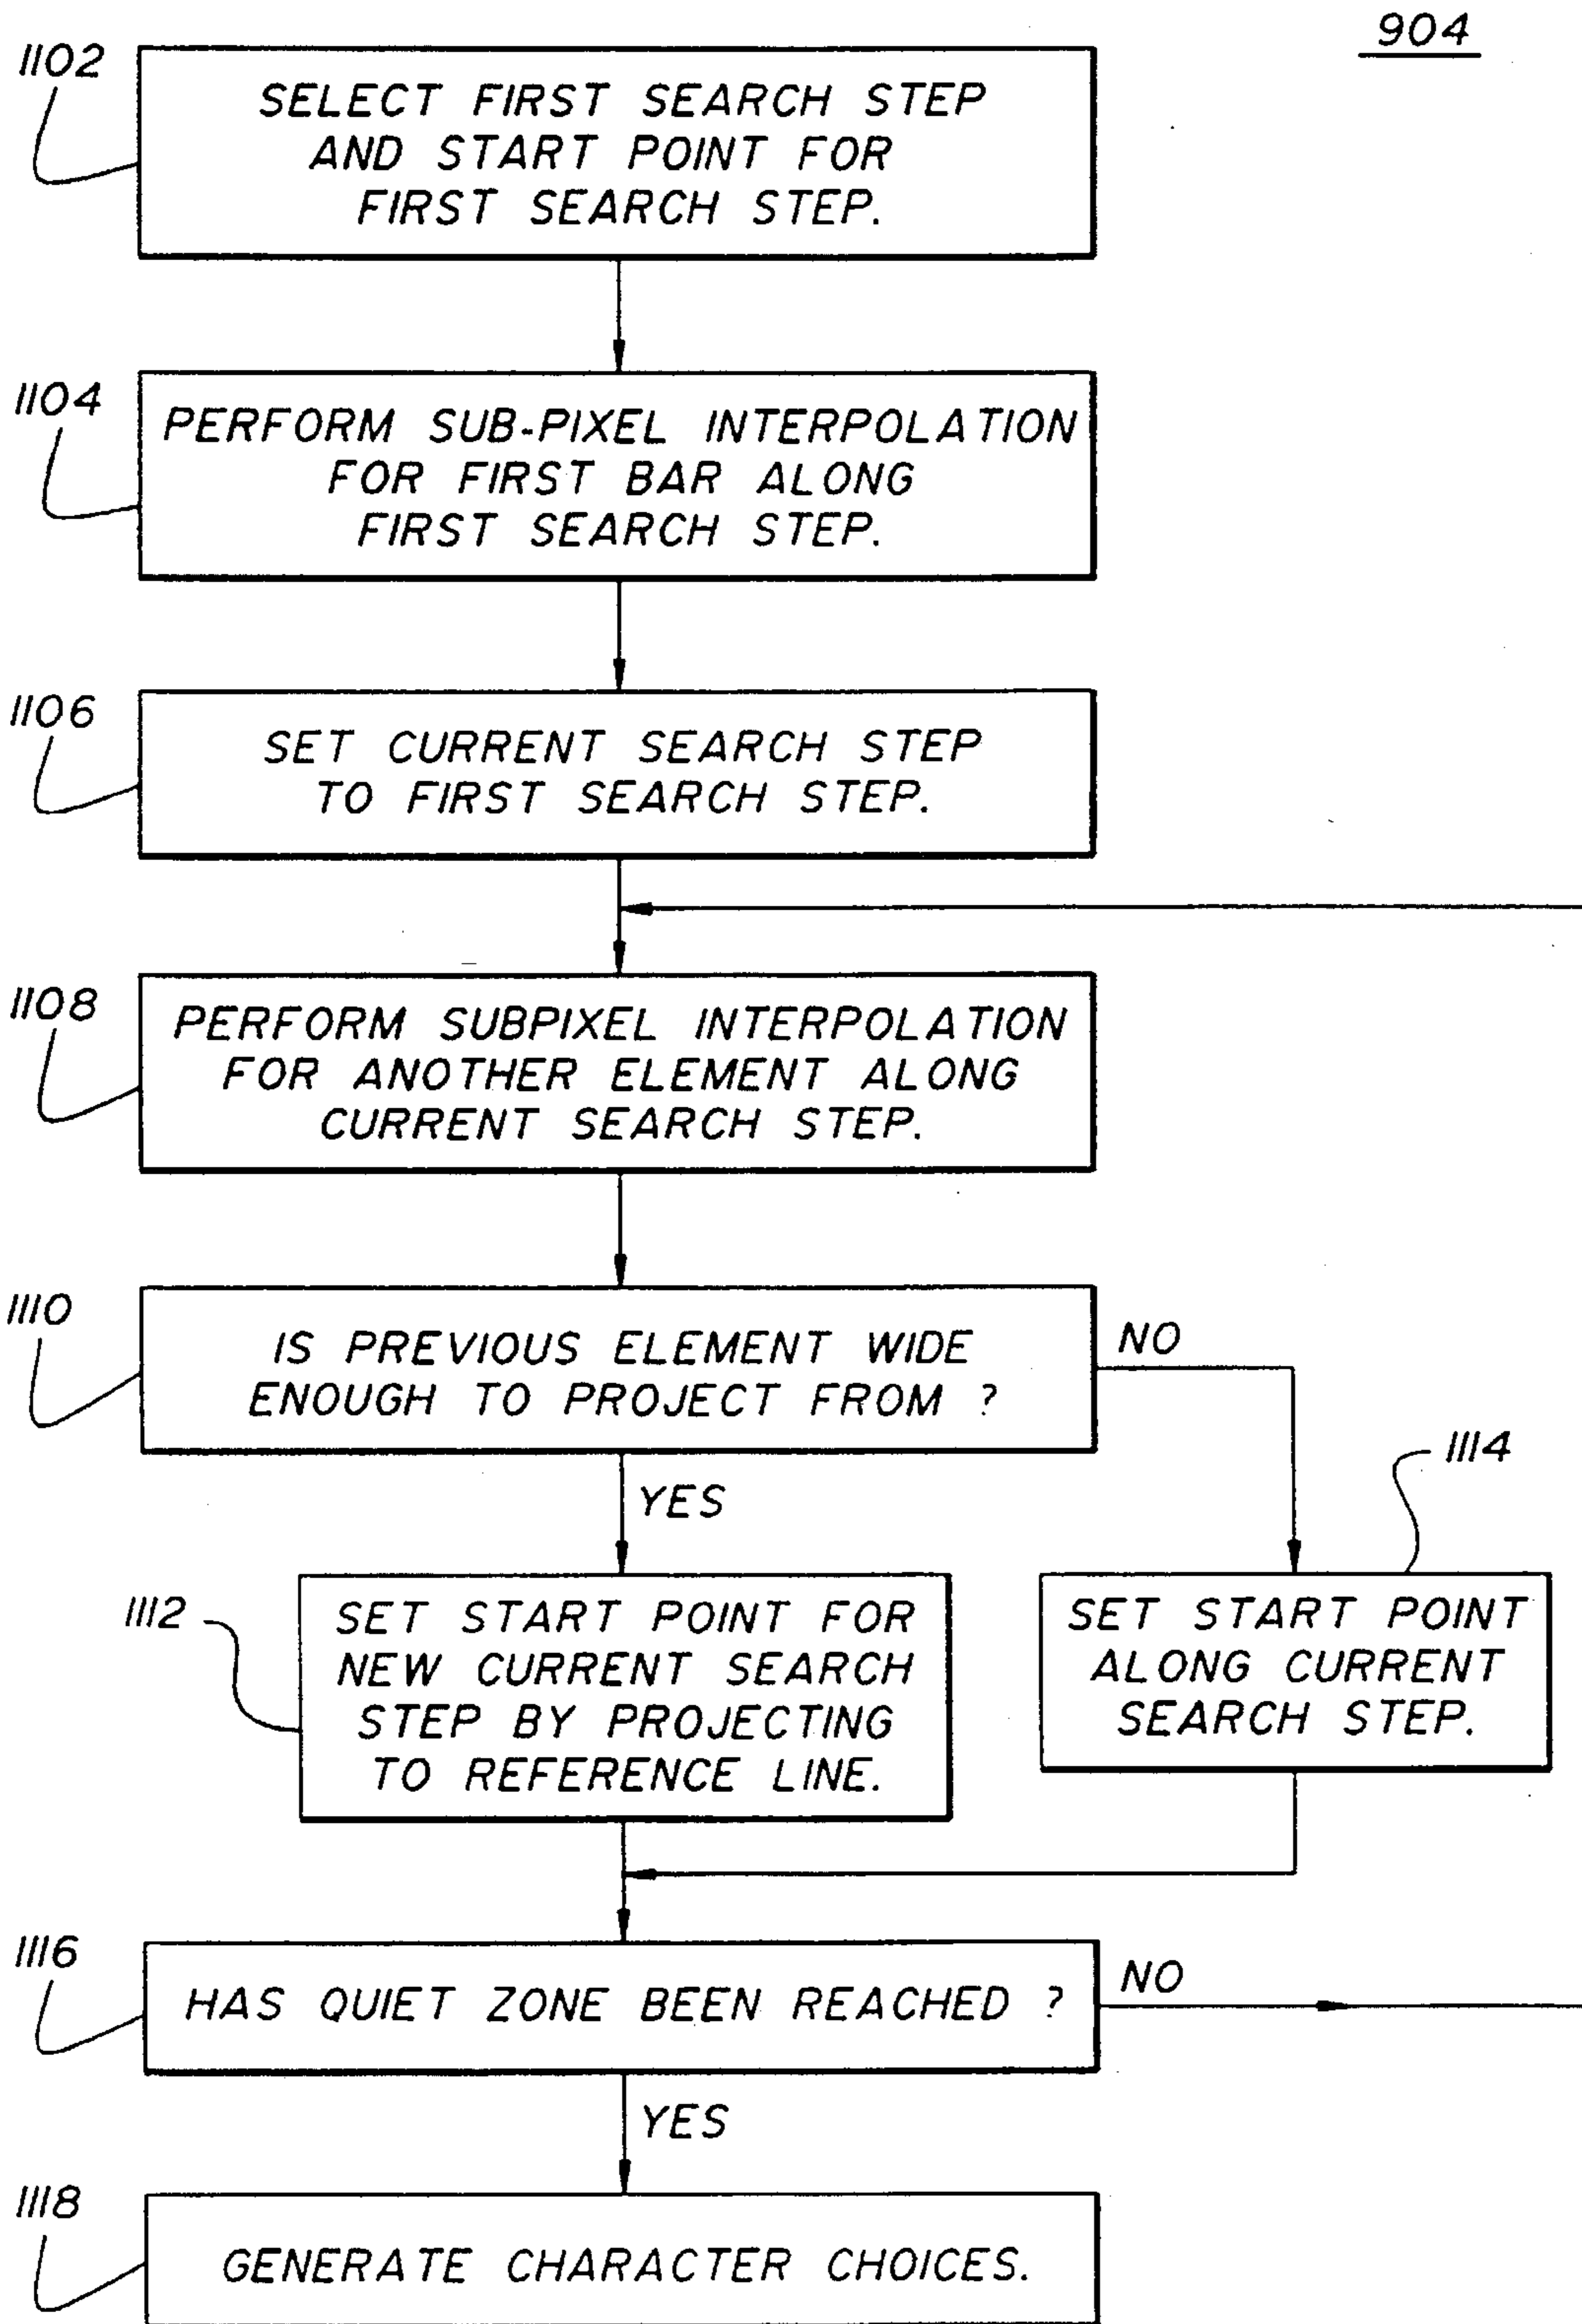 904
1102
SELECT FIRST SEARCH STEP
AND START POINT FOR
FIRST SEARCH STEP.
1104
PERFORM SUB-PIXEL INTERPOLATION
FOR FIRST BAR ALONG
FIRST SEARCH STEP.
1106
SET CURRENT SEARCH STEP
TO FIRST SEARCH STEP.
1108
PERFORM SUBPIXEL INTERPOLATION
FOR ANOTHER ELEMENT ALONG
CURRENT SEARCH STEP.
1110
IS PREVIOUS ELEMENT WIDE
ENOUGH TO PROJECT FROM ?
NO
YES
1112
SET START POINT FOR
NEW CURRENT SEARCH
STEP BY PROJECTING
TO REFERENCE LINE.
1114
SET START POINT
ALONG CURRENT
SEARCH STEP.
1116
HAS QUIET ZONE BEEN REACHED ?
NO
YES
1118
GENERATE CHARACTER CHOICES.